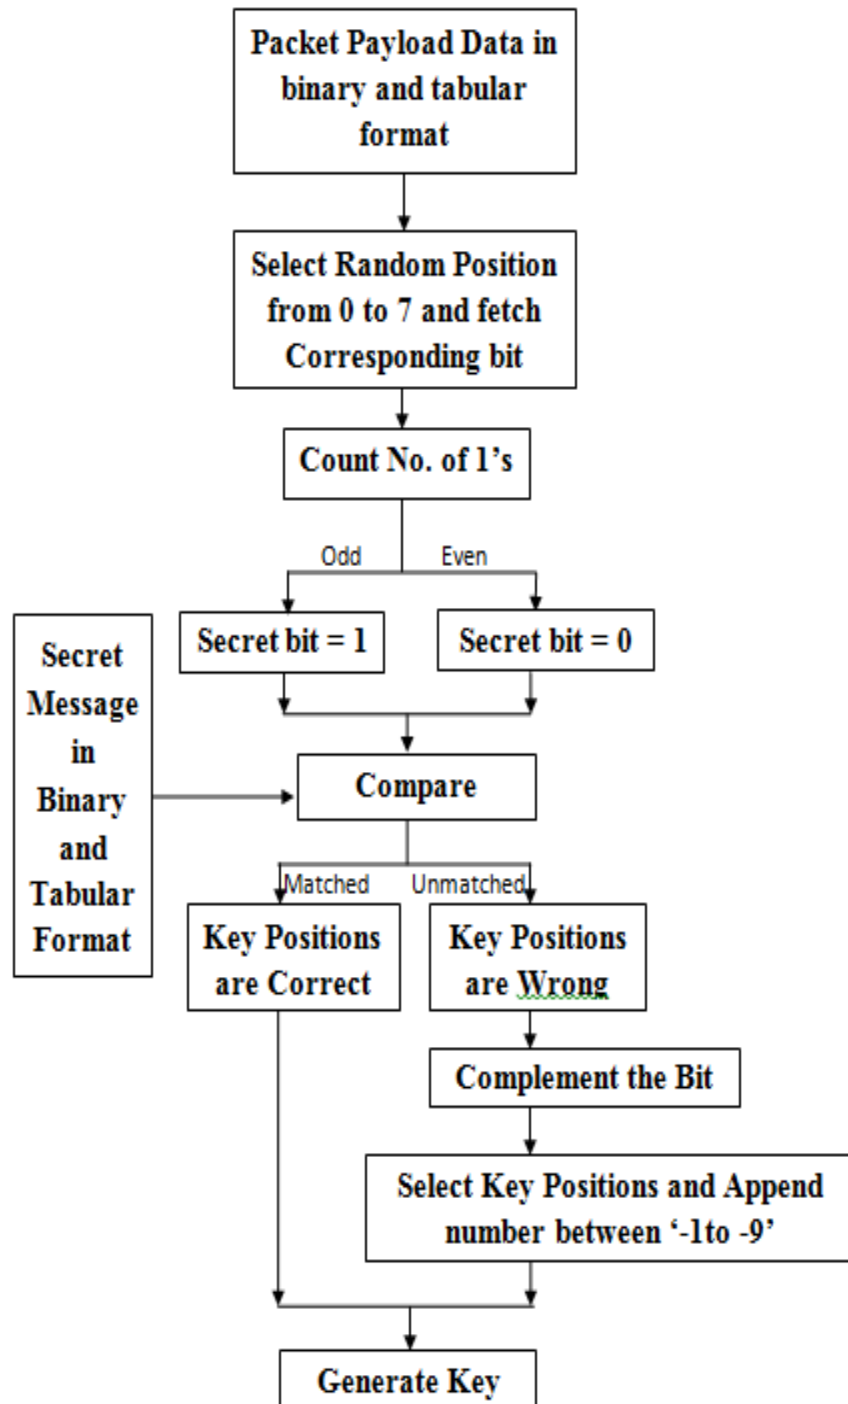 Packet Payload Data in
binary and tabular
format
Select Random Position
from 0 to 7 and fetch
Corresponding bit
Count No. of 1’s
Odd
Even
Secret bit = 1
Secret bit = 0
Secret
Message
in
Binary
and
Tabular
Format
Compare
Matched
Unmatched
Key Positions
are Correct
Key Positions
are Wrong
Complement the Bit
Select Key Positions and Append
number between ‘-1to -9’
Generate Key